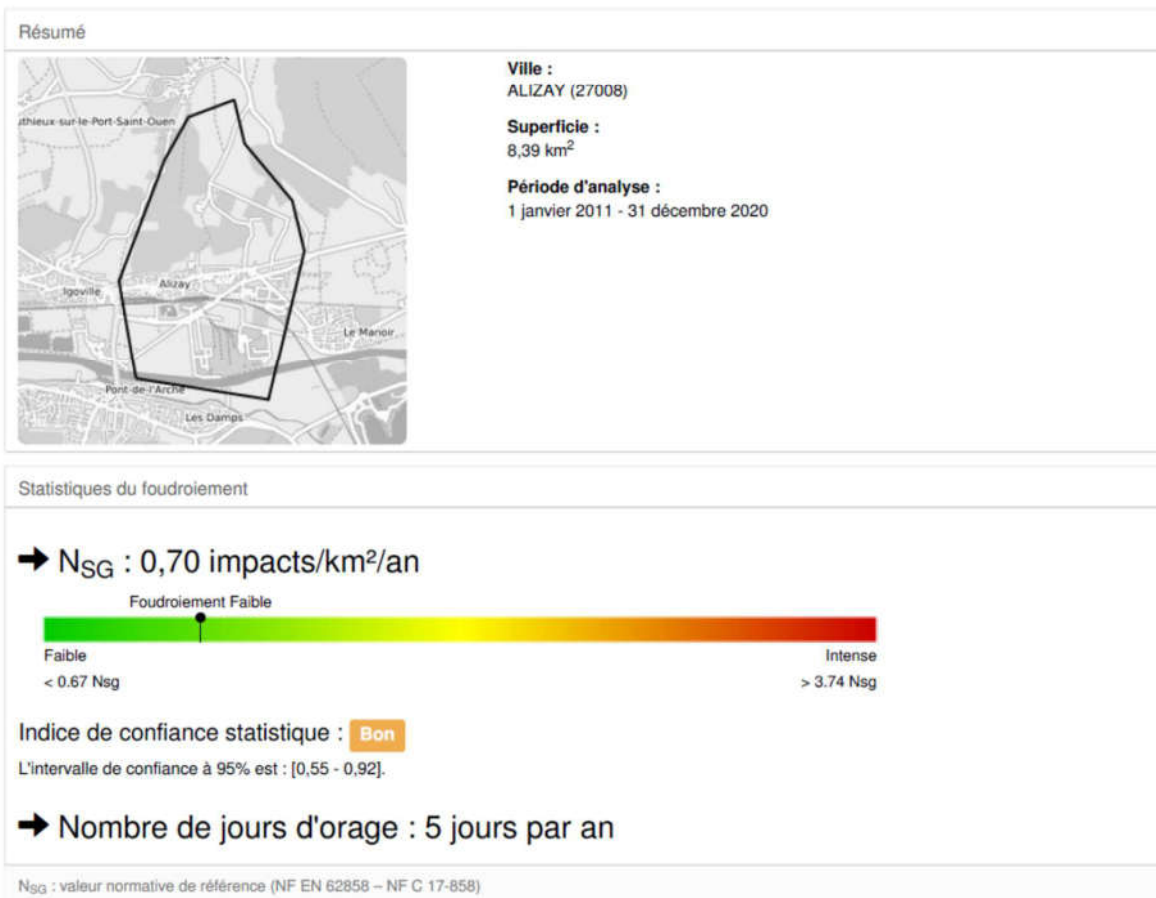 Résumé
Ville :
ALIZAY (27008)
Superficie :
8,39 km²
Période d'analyse :
1 janvier 2011 - 31 décembre 2020
thieux-sur-le-Port-Saint-Ouen
Igoville
Alizay
Le Manoir
Pont-de-l'Arche
Les Damps
Statistiques du foudroiement
➔ NSG : 0,70 impacts/km²/an
Foudroiement Faible
Faible
Intense
< 0.67 Nsg
> 3.74 Nsg
Indice de confiance statistique : Bon
L'intervalle de confiance à 95% est : [0,55 - 0,92].
➔ Nombre de jours d'orage : 5 jours par an
NSG : valeur normative de référence (NF EN 62858 – NF C 17-858)